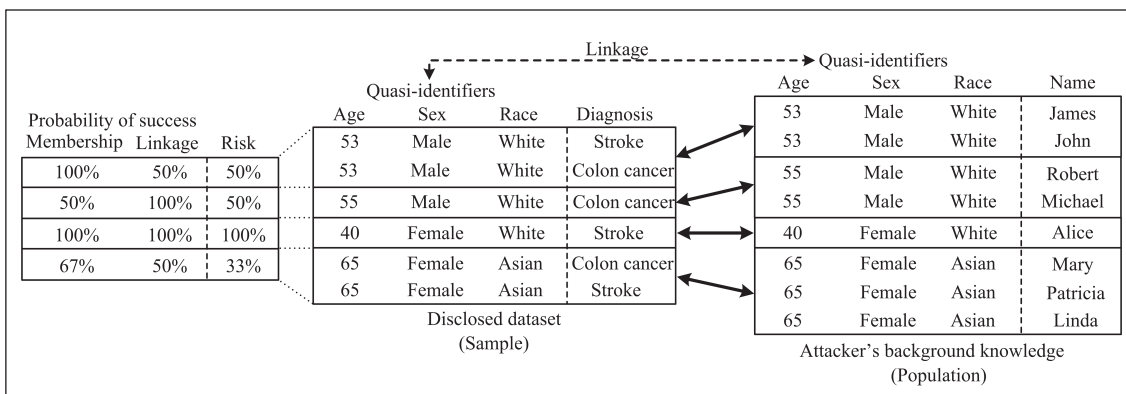 Linkage
Quasi-identifiers
Age Sex Race Name
53 Male White James
53 Male White John
55 Male White Robert
55 Male White Michael
40 Female White Alice
65 Female Asian Mary
65 Female Asian Patricia
65 Female Asian Linda
Attacker's background knowledge
(Population)
Quasi-identifiers
Age Sex Race Diagnosis
53 Male White Stroke
53 Male White Colon cancer
55 Male White Colon cancer
40 Female White Stroke
65 Female Asian Colon cancer
65 Female Asian Stroke
Disclosed dataset
(Sample)
Probability of success
Membership Linkage Risk
100% 50% 50%
50% 100% 50%
100% 100% 100%
67% 50% 33%